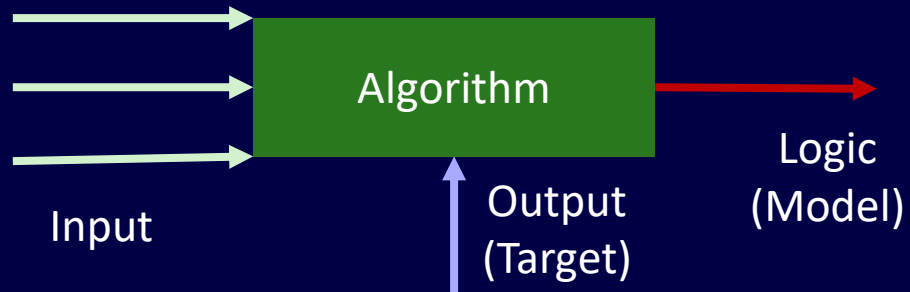 Algorithm
Input
Output
(Target)
Logic
(Model)